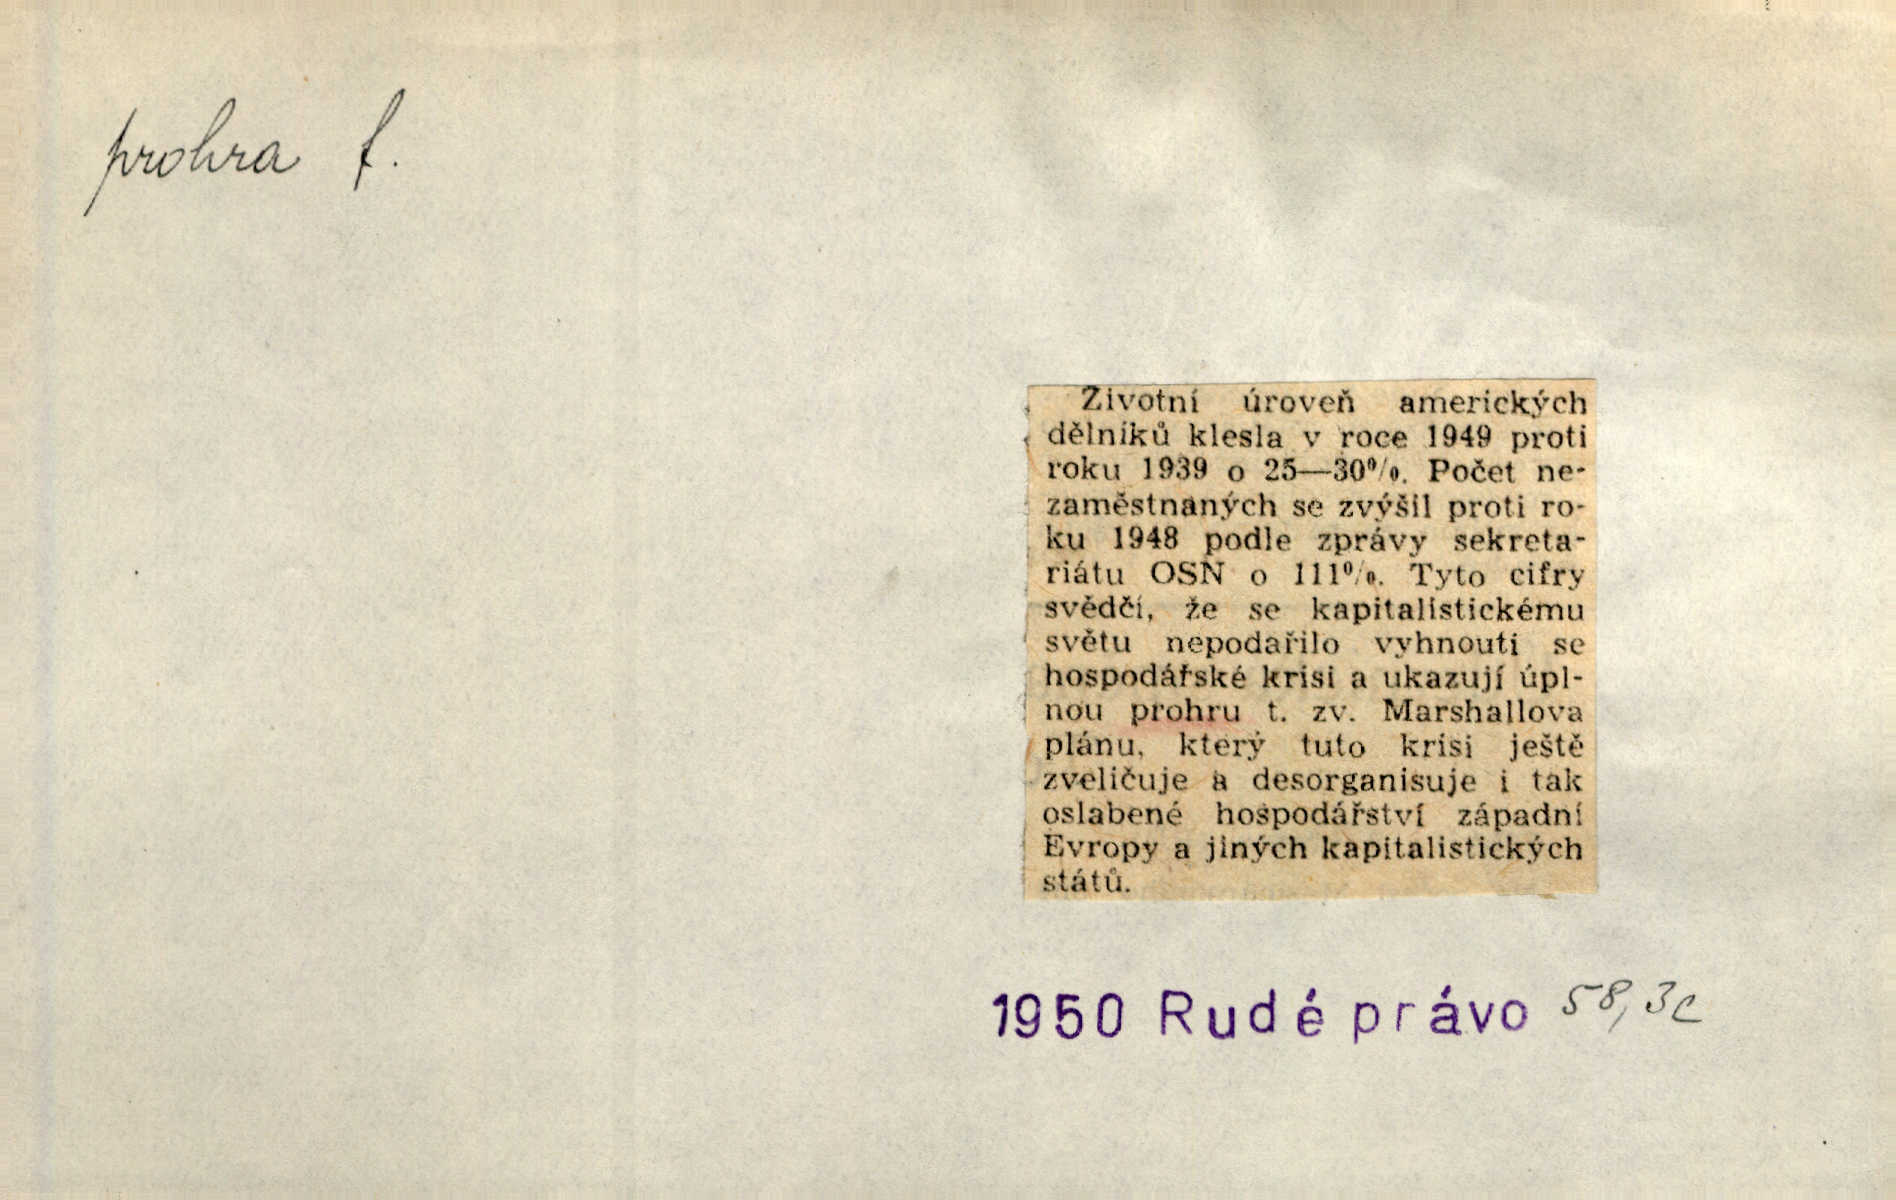 prohra f.
Životní úroveň amerických
dělníků klesla v roce 1949 proti
roku 1939 o 25—30%. Počet ne-
zaměstnaných se zvýšil proti ro-
ku 1948 podle zprávy sekreta-
riátu OSN o 111%. Tyto cifry
svědčí, že se kapitalistickému
světu nepodařilo vyhnouti se
hospodářské krisi a ukazují úpl-
nou prohru t. zv. Marshallova
plánu, který tuto krisi ještě
zveličuje a desorganisuje i tak
oslabené hospodářství západní
Evropy a jiných kapitalistických
států.
1950 Rudé právo 58,3c